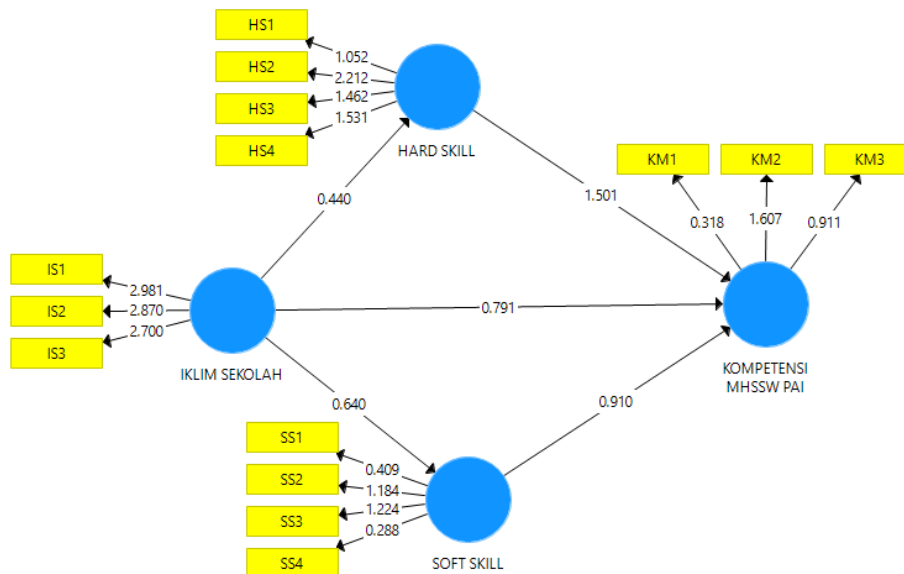 HS1
1.052
HS2
2.212
HS3
1.462
HS4
1.531
HARD SKILL
KM1
KM2
KM3
0.318
1.607
0.911
0.440
1.501
IS1
2.981
IS2
2.870
IS3
2.700
IKLIM SEKOLAH
0.791
KOMPETENSI
MHSSW PAI
0.640
0.910
SS1
0.409
SS2
1.184
SS3
1.224
SS4
0.288
SOFT SKILL